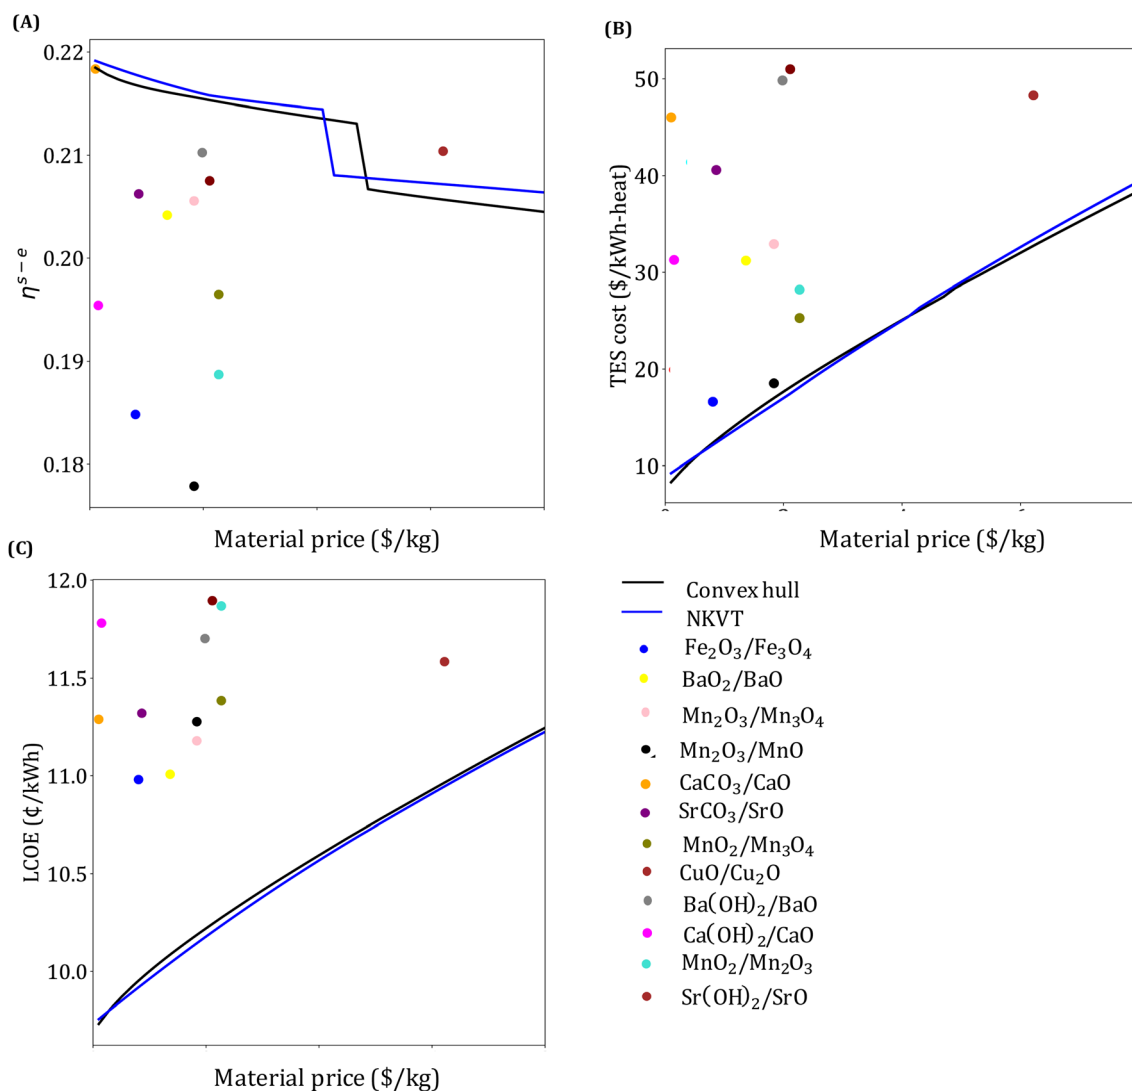 (A)
0.22
0.21
0.20
0.19
0.18
η^{s−e}
Material price ($/kg)
(B)
50
40
30
20
10
TES cost ($/kWh-heat)
Material price ($/kg)
(C)
12.0
11.5
11.0
10.5
10.0
LCOE (¢/kWh)
Material price ($/kg)
Convex hull
NKVT
Fe₂O₃/Fe₃O₄
BaO₂/BaO
Mn₂O₃/Mn₃O₄
Mn₂O₃/MnO
CaCO₃/CaO
SrCO₃/SrO
MnO₂/Mn₃O₄
CuO/Cu₂O
Ba(OH)₂/BaO
Ca(OH)₂/CaO
MnO₂/Mn₂O₃
Sr(OH)₂/SrO